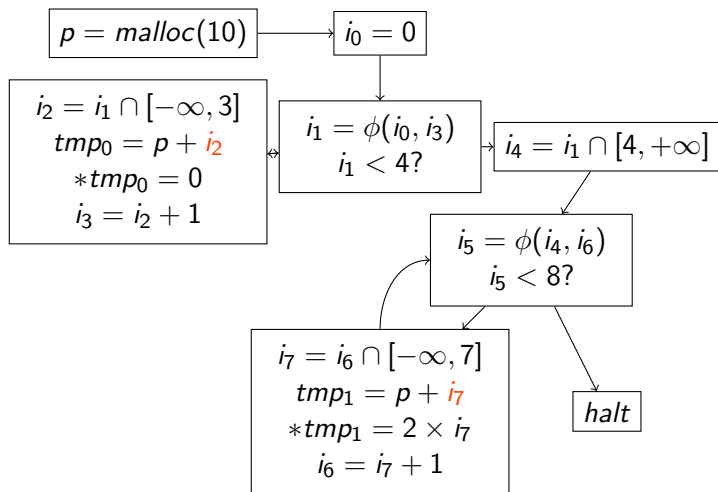 p = malloc(10)
i₀ = 0
i₂ = i₁ ∩ [−∞, 3]
tmp₀ = p + i₂
*tmp₀ = 0
i₃ = i₂ + 1
i₁ = ϕ(i₀, i₃)
i₁ < 4?
i₄ = i₁ ∩ [4, +∞]
i₅ = ϕ(i₄, i₆)
i₅ < 8?
i₇ = i₆ ∩ [−∞, 7]
tmp₁ = p + i₇
*tmp₁ = 2 × i₇
i₆ = i₇ + 1
halt